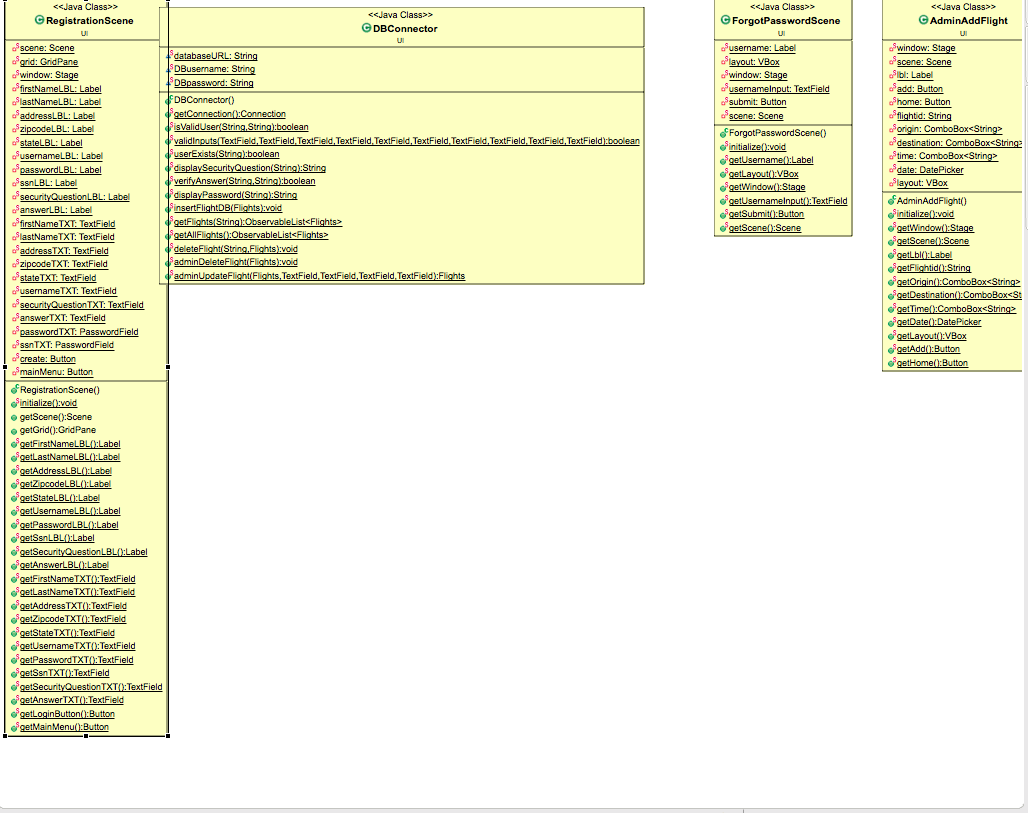 <<Java Class>>
RegistrationScene
UI
scene: Scene
grid: GridPane
window: Stage
firstNameLBL: Label
lastNameLBL: Label
addressLBL: Label
zipcodeLBL: Label
stateLBL: Label
usernameLBL: Label
passwordLBL: Label
ssnLBL: Label
securityQuestionLBL: Label
answerLBL: Label
firstNameTXT: TextField
lastNameTXT: TextField
addressTXT: TextField
zipcodeTXT: TextField
stateTXT: TextField
usernameTXT: TextField
securityQuestionTXT: TextField
answerTXT: TextField
passwordTXT: PasswordField
ssnTXT: PasswordField
create: Button
mainMenu: Button
RegistrationScene()
initialize():void
getScene():Scene
getGrid():GridPane
getFirstNameLBL():Label
getLastNameLBL():Label
getAddressLBL():Label
getZipcodeLBL():Label
getStateLBL():Label
getUsernameLBL():Label
getPasswordLBL():Label
getSsnLBL():Label
getSecurityQuestionLBL():Label
getAnswerLBL():Label
getFirstNameTXT():TextField
getLastNameTXT():TextField
getAddressTXT():TextField
getZipcodeTXT():TextField
getStateTXT():TextField
getUsernameTXT():TextField
getPasswordTXT():TextField
getSsnTXT():TextField
getSecurityQuestionTXT():TextField
getAnswerTXT():TextField
getLoginButton():Button
getMainMenu():Button
<<Java Class>>
DBConnector
UI
databaseURL: String
DBusername: String
DBpassword: String
DBConnector()
getConnection():Connection
isValidUser(String,String):boolean
validInputs(TextField,TextField,TextField,TextField,TextField,TextField,TextField,TextField,TextField,TextField):boolean
userExists(String):boolean
displaySecurityQuestion(String):String
verifyAnswer(String,String):boolean
displayPassword(String):String
insertFlightDB(Flights):void
getFlights(String):ObservableList<Flights>
getAllFlights():ObservableList<Flights>
deleteFlight(String,Flights):void
adminDeleteFlight(Flights):void
adminUpdateFlight(Flights,TextField,TextField,TextField,TextField):Flights
<<Java Class>>
ForgotPasswordScene
UI
username: Label
layout: VBox
window: Stage
usernameInput: TextField
submit: Button
scene: Scene
ForgotPasswordScene()
initialize():void
getUsername():Label
getLayout():VBox
getWindow():Stage
getUsernameInput():TextField
getSubmit():Button
getScene():Scene
<<Java Class>>
AdminAddFlight
UI
window: Stage
scene: Scene
lbl: Label
add: Button
home: Button
flightid: String
origin: ComboBox<String>
destination: ComboBox<String>
time: ComboBox<String>
date: DatePicker
layout: VBox
AdminAddFlight()
initialize():void
getWindow():Stage
getScene():Scene
getLbl():Label
getFlightid():String
getOrigin():ComboBox<String>
getDestination():ComboBox<St
getTime():ComboBox<String>
getDate():DatePicker
getLayout():VBox
getAdd():Button
getHome():Button